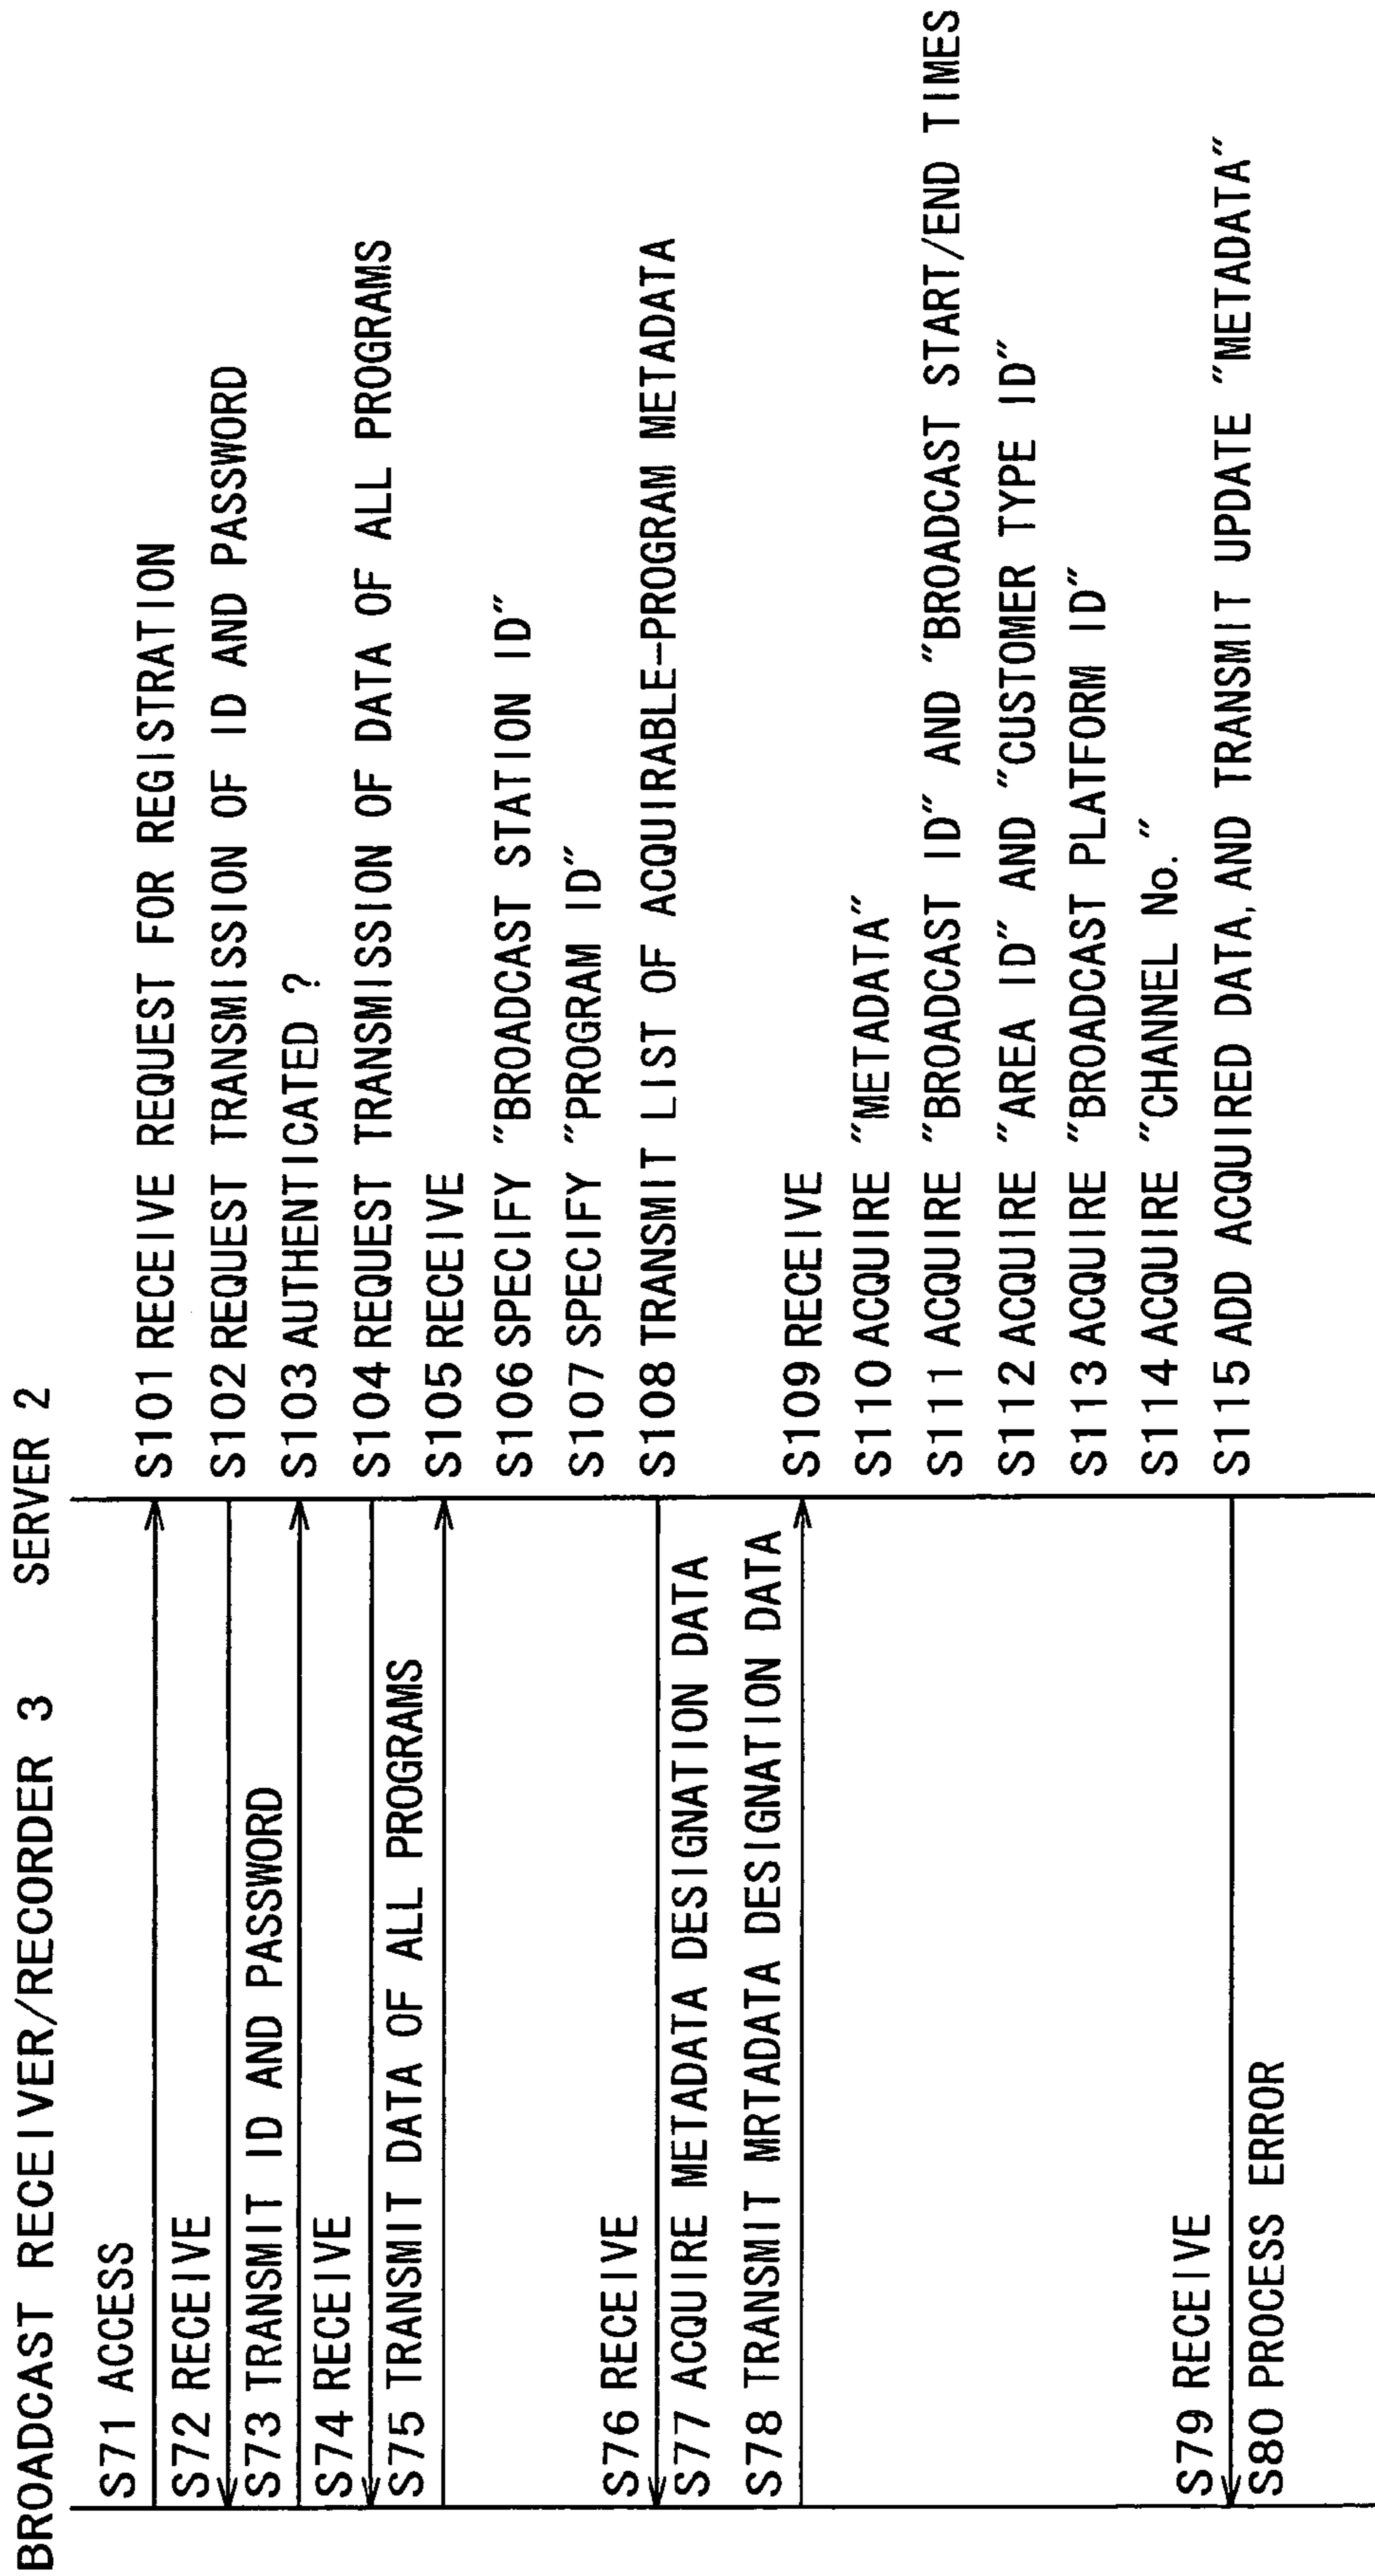 BROADCAST RECEIVER/RECORDER 3
SERVER 2
S71 ACCESS
S101 RECEIVE REQUEST FOR REGISTRATION
S72 RECEIVE
S102 REQUEST TRANSMISSION OF ID AND PASSWORD
S73 TRANSMIT ID AND PASSWORD
S103 AUTHENTICATED ?
S74 RECEIVE
S104 REQUEST TRANSMISSION OF DATA OF ALL PROGRAMS
S75 TRANSMIT DATA OF ALL PROGRAMS
S105 RECEIVE
S106 SPECIFY "BROADCAST STATION ID"
S107 SPECIFY "PROGRAM ID"
S76 RECEIVE
S108 TRANSMIT LIST OF ACQUIRABLE-PROGRAM METADATA
S77 ACQUIRE METADATA DESIGNATION DATA
S78 TRANSMIT MRTADATA DESIGNATION DATA
S109 RECEIVE
S110 ACQUIRE "METADATA"
S111 ACQUIRE "BROADCAST ID" AND "BROADCAST START/END TIMES
S112 ACQUIRE "AREA ID" AND "CUSTOMER TYPE ID"
S113 ACQUIRE "BROADCAST PLATFORM ID"
S114 ACQUIRE "CHANNEL No."
S79 RECEIVE
S115 ADD ACQUIRED DATA, AND TRANSMIT UPDATE "METADATA"
S80 PROCESS ERROR